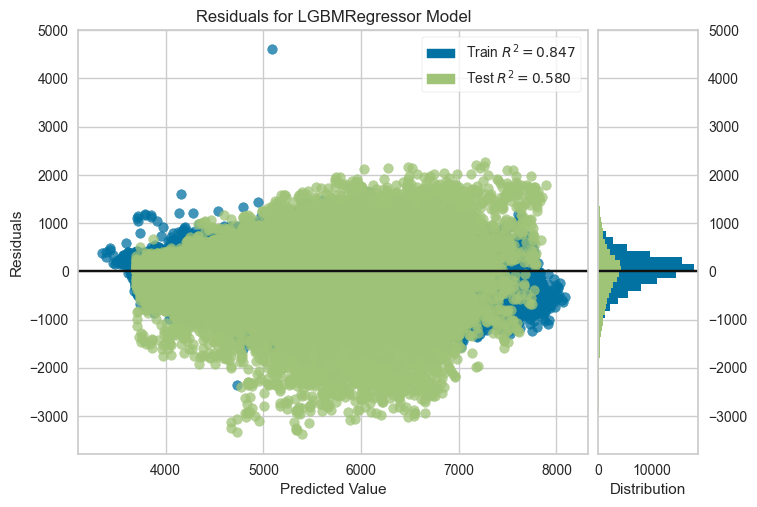 Residuals for LGBMRegressor Model
Train R² = 0.847
Test R² = 0.580
5000
4000
3000
2000
1000
0
−1000
−2000
−3000
Residuals
4000 5000 6000 7000 8000
Predicted Value
5000
4000
3000
2000
1000
0
−1000
−2000
−3000
0 10000
Distribution